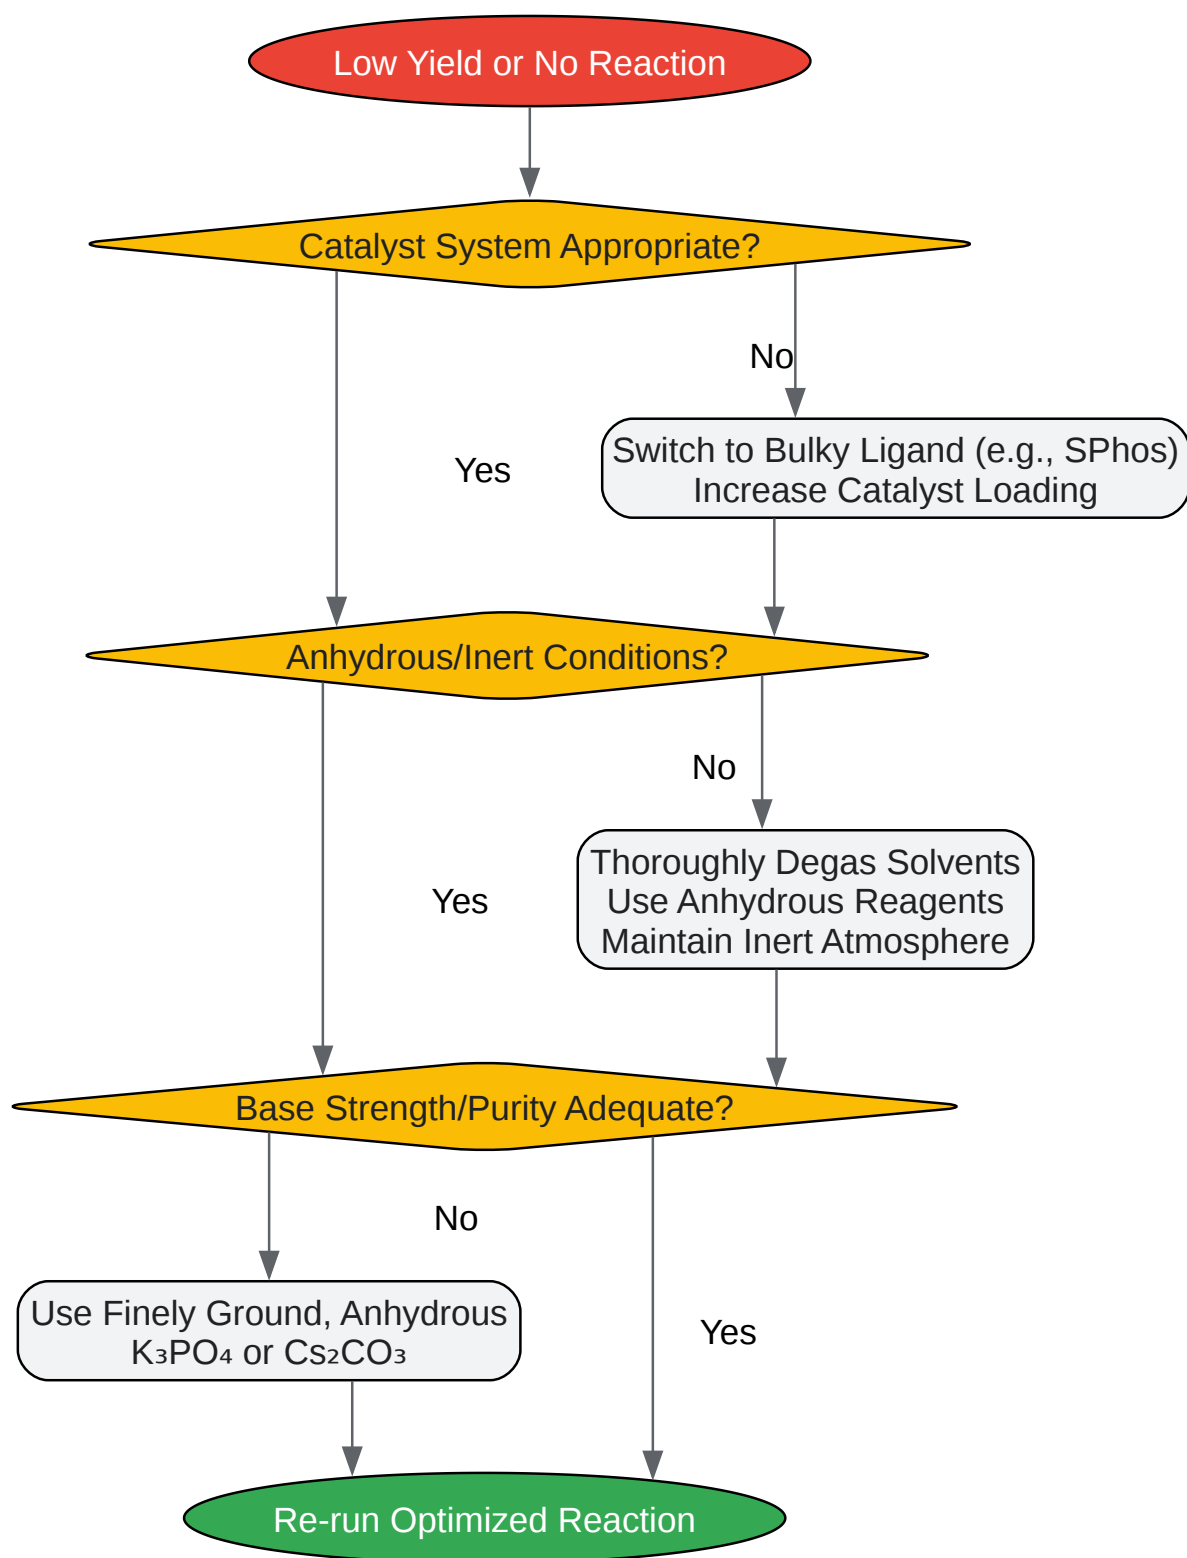 Low Yield or No Reaction
Catalyst System Appropriate?
No
Yes
Switch to Bulky Ligand (e.g., SPhos)
Increase Catalyst Loading
Anhydrous/Inert Conditions?
No
Yes
Thoroughly Degas Solvents
Use Anhydrous Reagents
Maintain Inert Atmosphere
Base Strength/Purity Adequate?
No
Yes
Use Finely Ground, Anhydrous
K₃PO₄ or Cs₂CO₃
Re-run Optimized Reaction